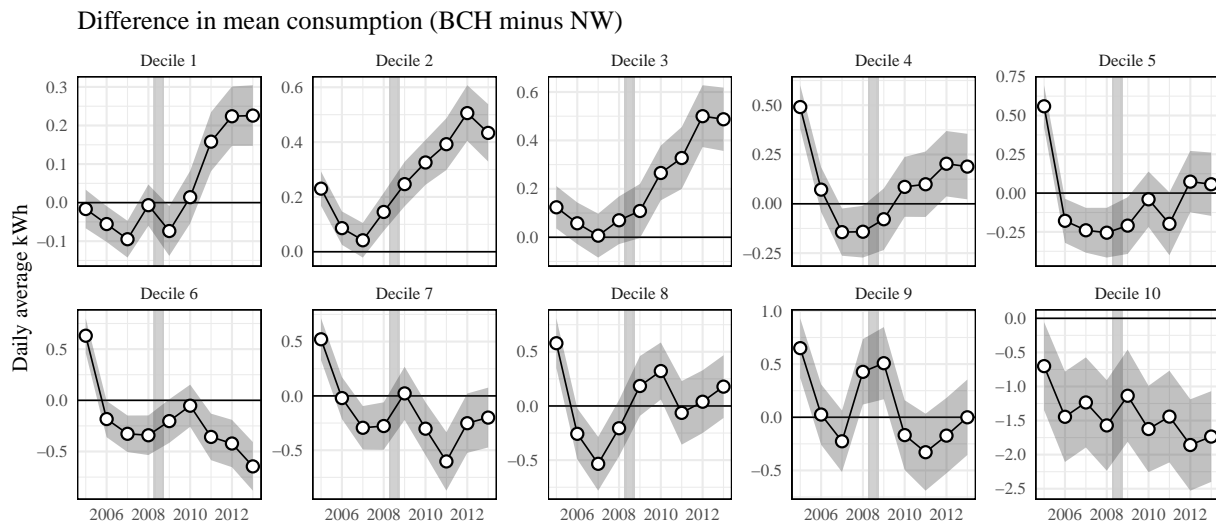 Difference in mean consumption (BCH minus NW)
Decile 1 Decile 2 Decile 3 Decile 4 Decile 5
0.3 0.2 0.1 0.0 −0.1
0.6 0.4 0.2 0.0
0.6 0.4 0.2 0.0
0.50 0.25 0.00 −0.25
0.75 0.50 0.25 0.00 −0.25
Daily average kWh
Decile 6 Decile 7 Decile 8 Decile 9 Decile 10
0.5 0.0 −0.5
0.5 0.0 −0.5
0.5 0.0 −0.5
1.0 0.5 0.0 −0.5
0.0 −0.5 −1.0 −1.5 −2.0 −2.5
2006 2008 2010 2012 2006 2008 2010 2012 2006 2008 2010 2012 2006 2008 2010 2012 2006 2008 2010 2012